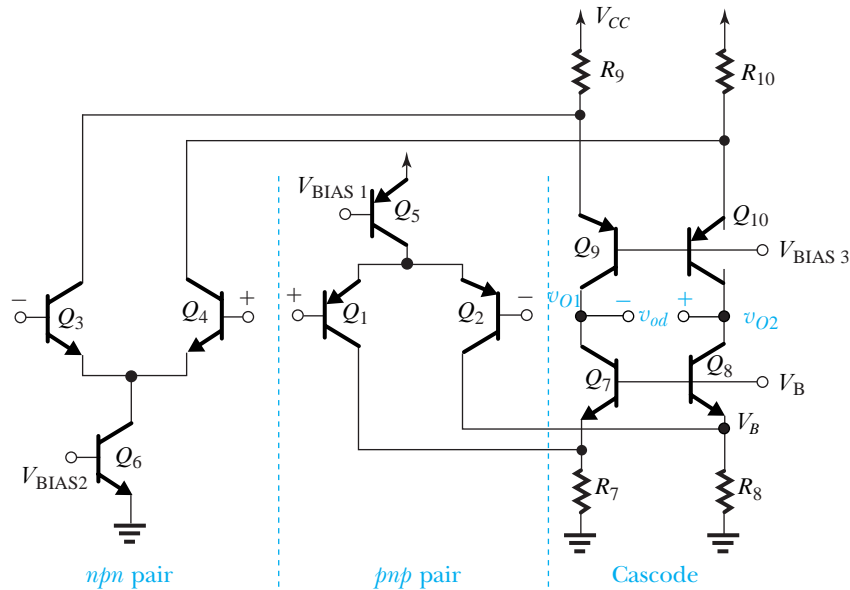 V_CC
R_9
R_10
V_BIAS 1
Q_5
Q_10
Q_9
V_BIAS 3
− Q_3
Q_4 +
+ Q_1
Q_2 −
v_O1 − v_od + v_O2
Q_7
Q_8
V_B
V_B
Q_6
V_BIAS2
R_7
R_8
npn pair
pnp pair
Cascode